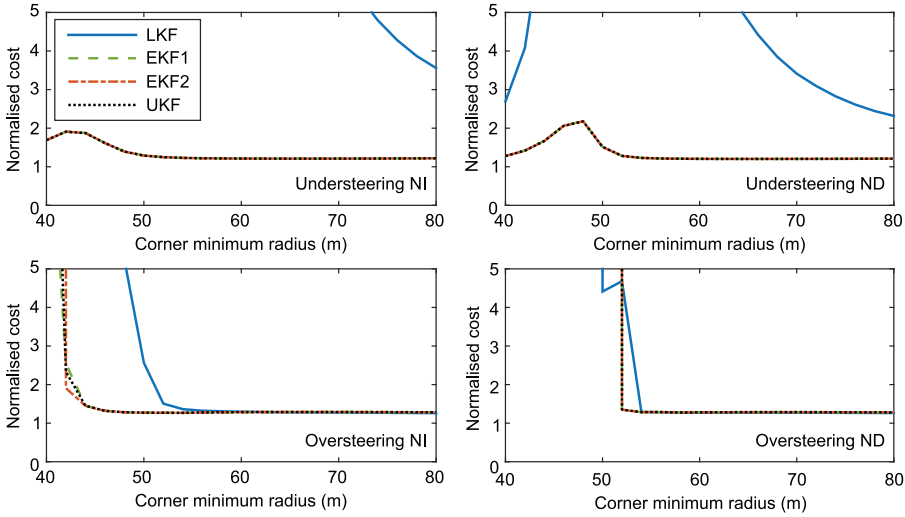 Normalised cost
5
4
3
2
1
0
LKF
EKF1
EKF2
UKF
Understeering NI
40 50 60 70 80
Corner minimum radius (m)
Normalised cost
5
4
3
2
1
0
Understeering ND
40 50 60 70 80
Corner minimum radius (m)
Normalised cost
5
4
3
2
1
0
Oversteering NI
40 50 60 70 80
Corner minimum radius (m)
Normalised cost
5
4
3
2
1
0
Oversteering ND
40 50 60 70 80
Corner minimum radius (m)